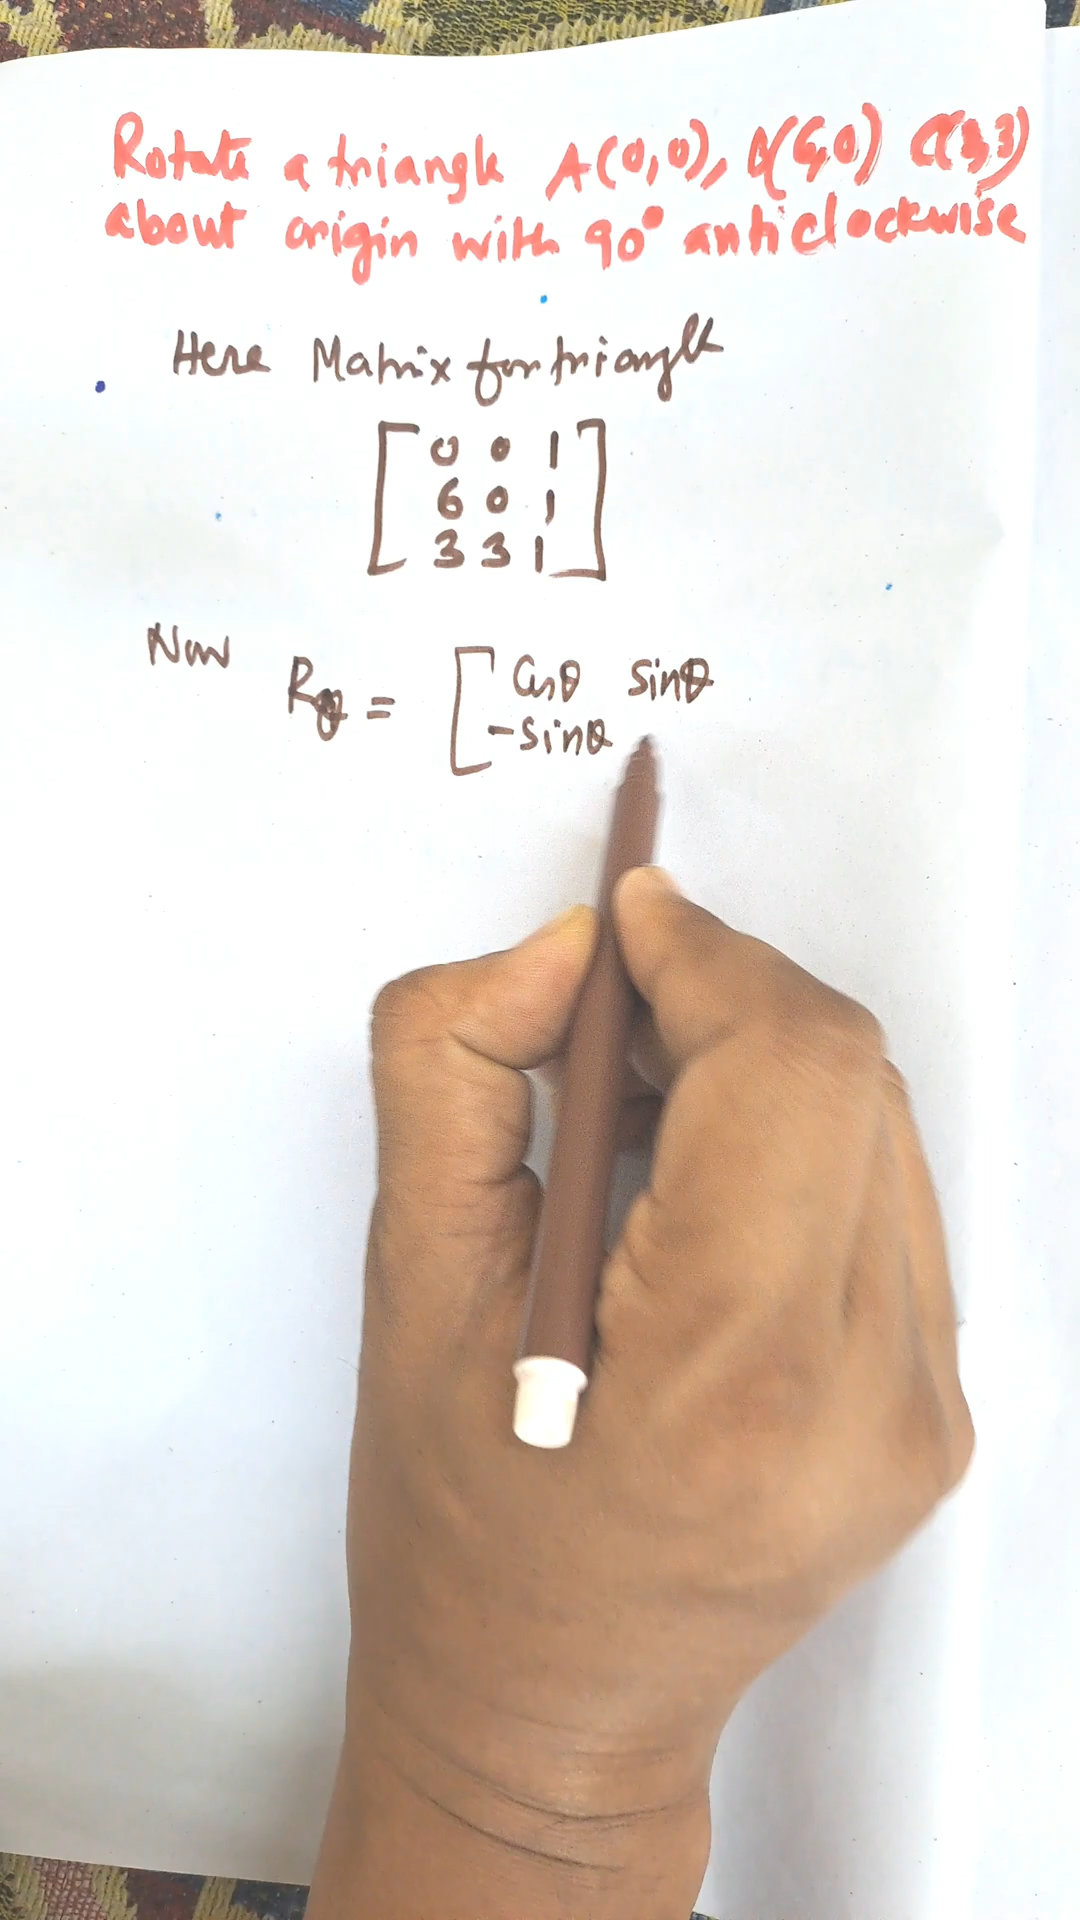 Rotate a triangle A(0,0), B(6,0) C(3,3)
about origin with 90° anticlockwise
Here Matrix for triangle
0 0 1
6 0 1
3 3 1
Now Rθ = [ Cosθ Sinθ
-Sinθ